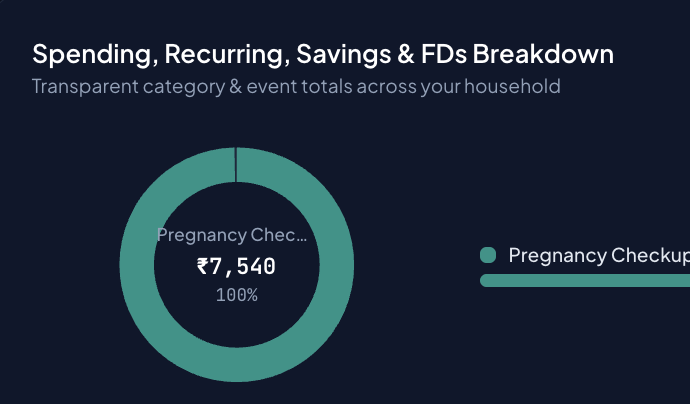 Spending, Recurring, Savings & FDs Breakdown
Transparent category & event totals across your household
Pregnancy Chec...
₹7,540
100%
Pregnancy Checkup